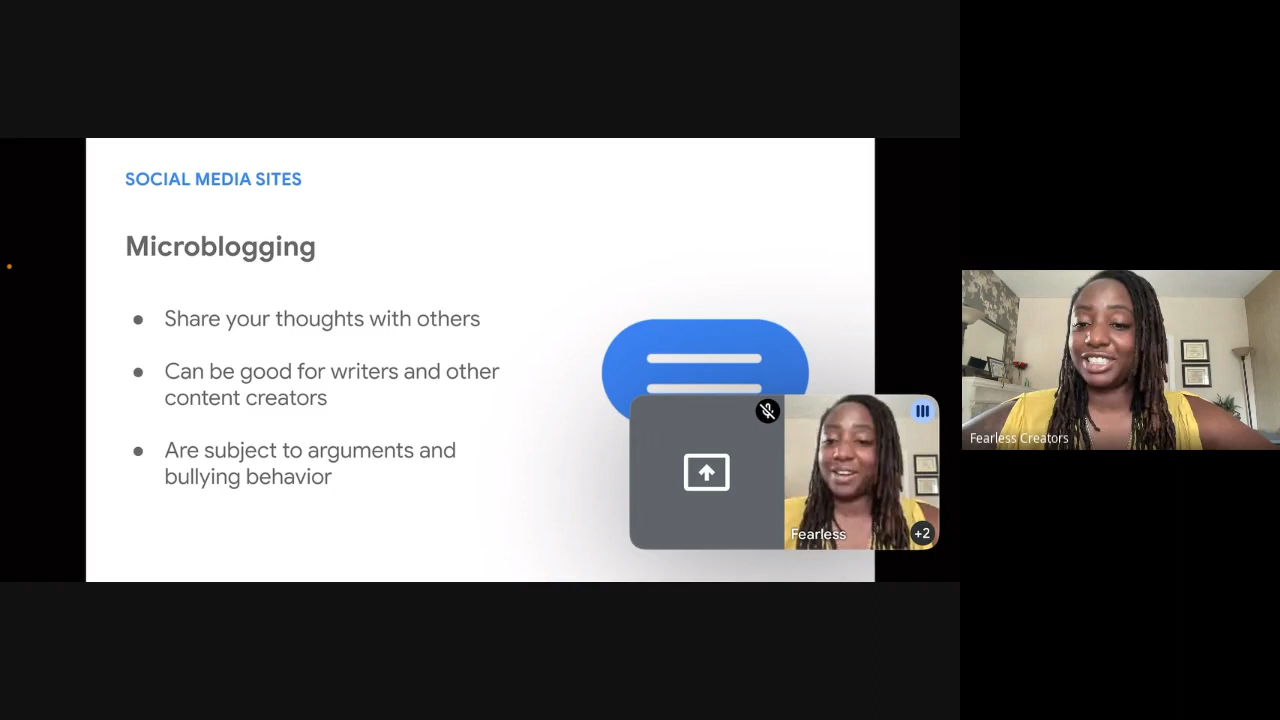 SOCIAL MEDIA SITES
Microblogging
● Share your thoughts with others
● Can be good for writers and other
content creators
● Are subject to arguments and
bullying behavior
Fearless
+2
Fearless Creators